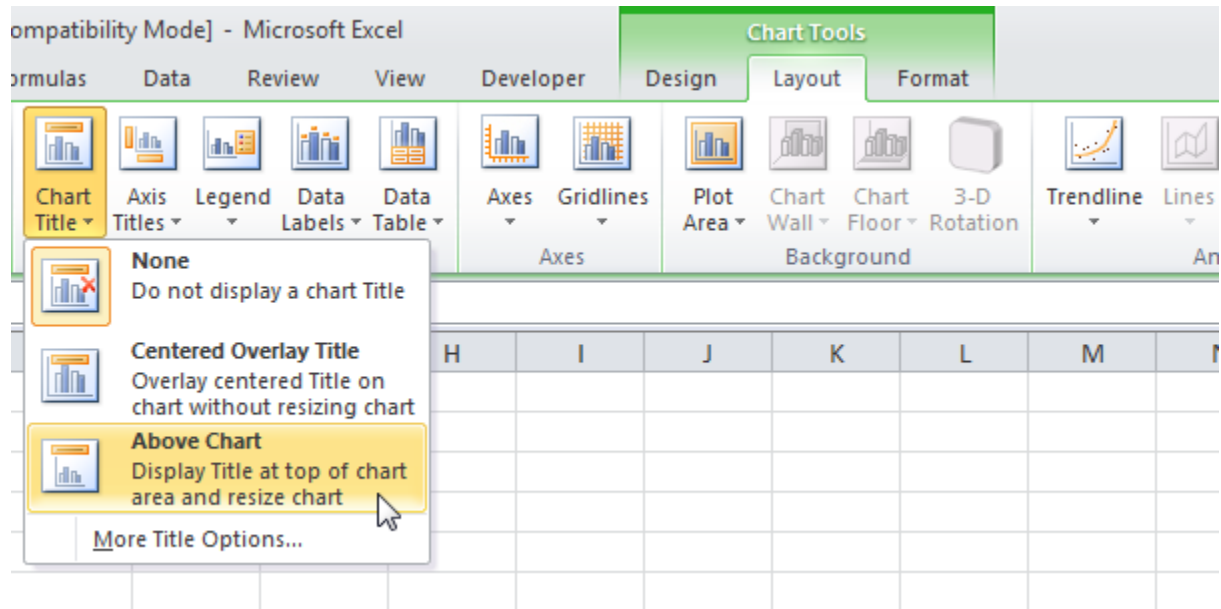 ompatibility Mode] - Microsoft Excel
Chart Tools
ormulas Data Review View Developer Design Layout Format
Chart Axis Legend Data Data Axes Gridlines Plot Chart Chart 3-D Trendline Lines
Title Titles Labels Table Area Wall Floor Rotation
Axes Background An
None
Do not display a chart Title
Centered Overlay Title
Overlay centered Title on
chart without resizing chart
Above Chart
Display Title at top of chart
area and resize chart
More Title Options...
H I J K L M